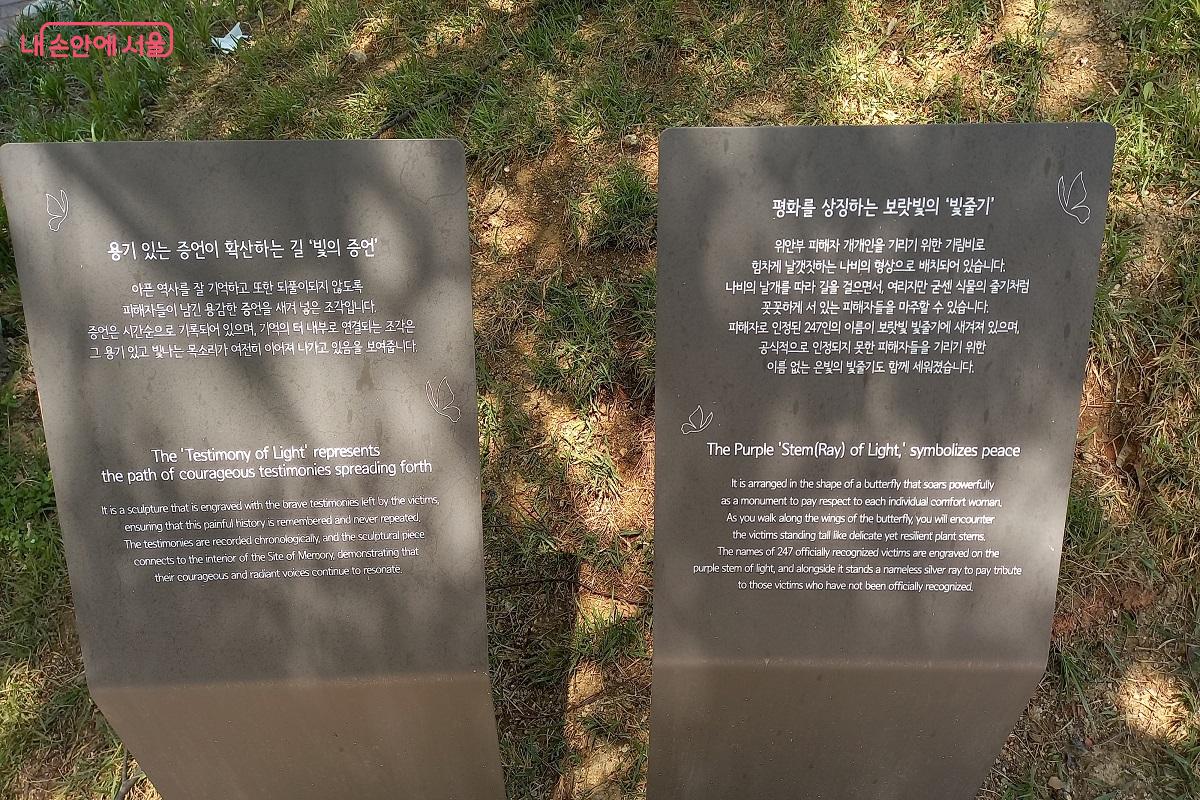 내 손안에 서울
용기 있는 증언이 확산하는 길 '빛의 증언'
아픈 역사를 잘 기억하고 또한 되풀이되지 않도록
피해자들이 남긴 용감한 증언을 새겨 넣은 조각입니다.
증언은 시간순으로 기록되어 있으며, 기억의 터 내부로 연결되는 조각은
그 용기 있고 빛나는 목소리가 여전히 이어져 나가고 있음을 보여줍니다.
The 'Testimony of Light' represents
the path of courageous testimonies spreading forth
It is a sculpture that is engraved with the brave testimonies left by the victims,
ensuring that this painful history is remembered and never repeated.
The testimonies are recorded chronologically, and the sculptural piece
connects to the interior of the Site of Memory, demonstrating that
their courageous and radiant voices continue to resonate.
평화를 상징하는 보랏빛의 '빛줄기'
위안부 피해자 개개인을 기리기 위한 기림비로
힘차게 날갯짓하는 나비의 형상으로 배치되어 있습니다.
나비의 날개를 따라 길을 걸으면서, 여리지만 굳센 식물의 줄기처럼
꼿꼿하게 서 있는 피해자들을 마주할 수 있습니다.
피해자로 인정된 247인의 이름이 보랏빛 빛줄기에 새겨져 있으며,
공식적으로 인정되지 못한 피해자들을 기리기 위한
이름 없는 은빛의 빛줄기도 함께 세워졌습니다.
The Purple 'Stem(Ray) of Light,' symbolizes peace
It is arranged in the shape of a butterfly that soars powerfully
as a monument to pay respect to each individual comfort woman.
As you walk along the wings of the butterfly, you will encounter
the victims standing tall like delicate yet resilient plant stems.
The names of 247 officially recognized victims are engraved on the
purple stem of light, and alongside it stands a nameless silver ray to pay tribute
to those victims who have not been officially recognized.